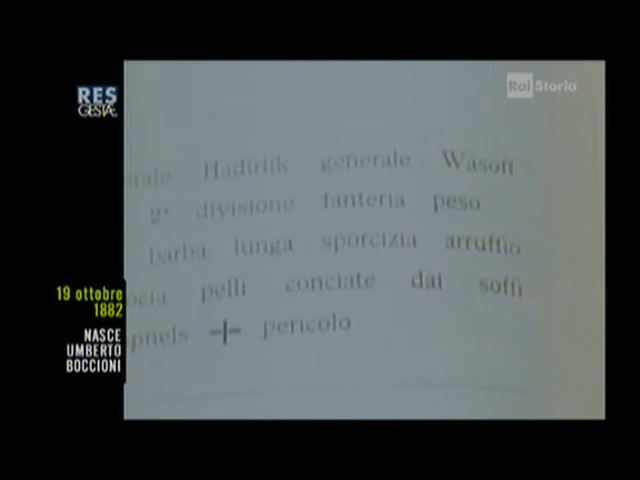 RES
GESTAE
Rai Storia
generale Wasoff
2ª divisione fanteria peso
barba lunga sporcizia arruffio
pelli conciate dai soffi
+ pericolo
19 ottobre
1882
NASCE
UMBERTO
BOCCIONI